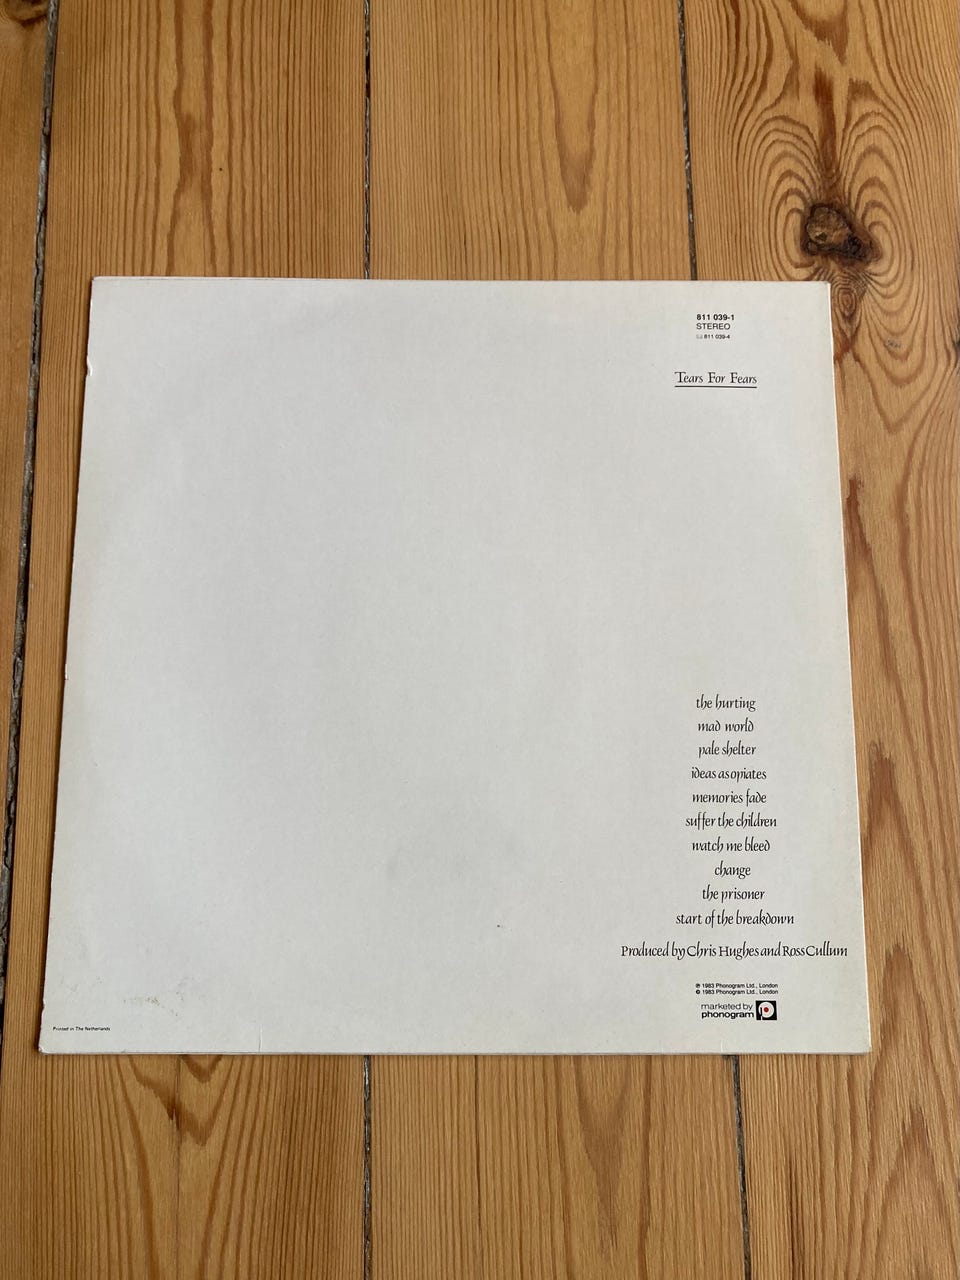 811 039-1
STEREO
811 039-4
Tears For Fears
the hurting
mad world
pale shelter
ideas as opiates
memories fade
suffer the children
watch me bleed
change
the prisoner
start of the breakdown
Produced by Chris Hughes and Ross Cullum
℗ 1983 Phonogram Ltd., London
© 1983 Phonogram Ltd., London
marketed by
phonogram
Printed in The Netherlands